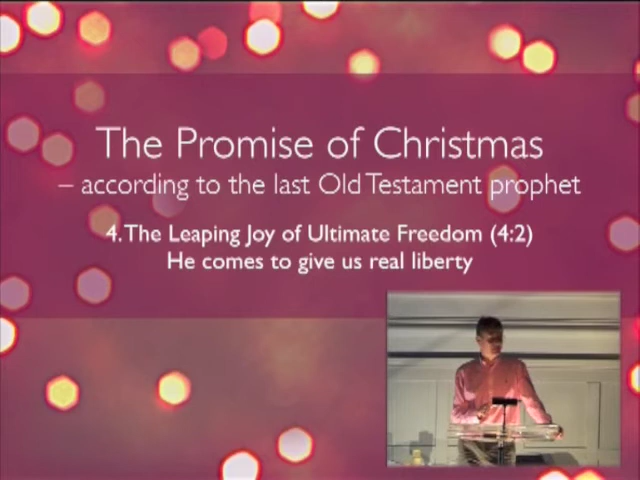 The Promise of Christmas
– according to the last Old Testament prophet
4. The Leaping Joy of Ultimate Freedom (4:2)
He comes to give us real liberty